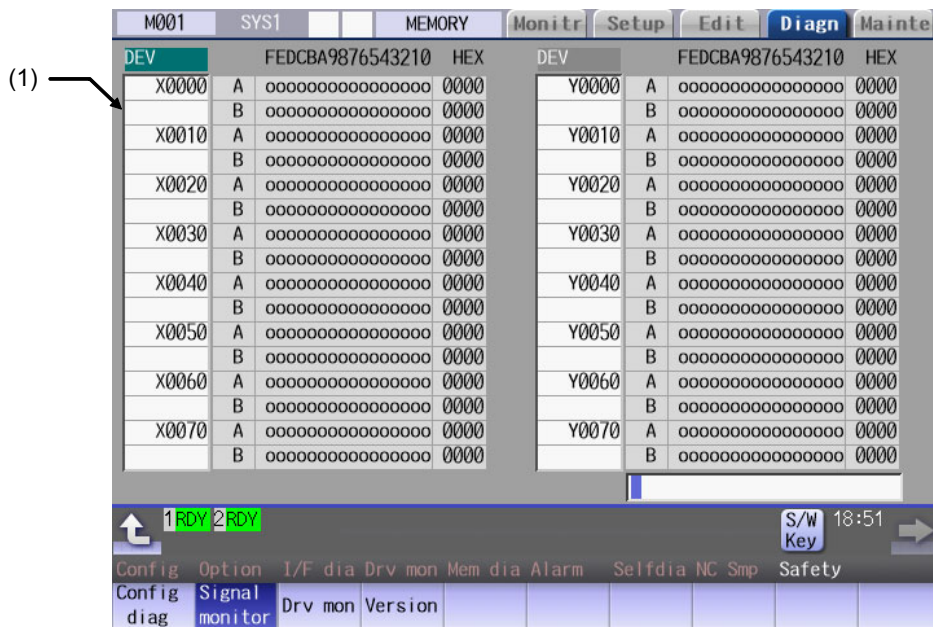 M001 SYS1 MEMORY Monitr Setup Edit Diagn Mainte
DEV FEDCBA9876543210 HEX DEV FEDCBA9876543210 HEX
(1)
X0000 A oooooooooooooooo 0000 Y0000 A oooooooooooooooo 0000
B oooooooooooooooo 0000 B oooooooooooooooo 0000
X0010 A oooooooooooooooo 0000 Y0010 A oooooooooooooooo 0000
B oooooooooooooooo 0000 B oooooooooooooooo 0000
X0020 A oooooooooooooooo 0000 Y0020 A oooooooooooooooo 0000
B oooooooooooooooo 0000 B oooooooooooooooo 0000
X0030 A oooooooooooooooo 0000 Y0030 A oooooooooooooooo 0000
B oooooooooooooooo 0000 B oooooooooooooooo 0000
X0040 A oooooooooooooooo 0000 Y0040 A oooooooooooooooo 0000
B oooooooooooooooo 0000 B oooooooooooooooo 0000
X0050 A oooooooooooooooo 0000 Y0050 A oooooooooooooooo 0000
B oooooooooooooooo 0000 B oooooooooooooooo 0000
X0060 A oooooooooooooooo 0000 Y0060 A oooooooooooooooo 0000
B oooooooooooooooo 0000 B oooooooooooooooo 0000
X0070 A oooooooooooooooo 0000 Y0070 A oooooooooooooooo 0000
B oooooooooooooooo 0000 B oooooooooooooooo 0000
1 RDY 2 RDY S/W Key 18:51
Config Option I/F dia Drv mon Mem dia Alarm Selfdia NC Smp Safety
Config diag Signal monitor Drv mon Version